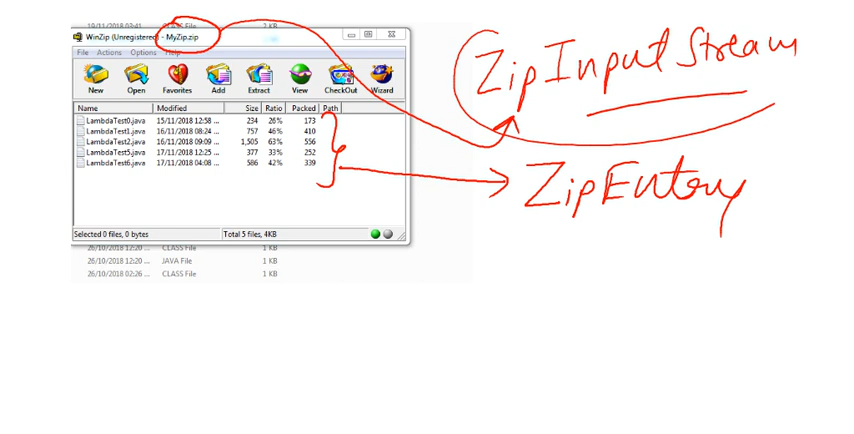 19/11/2018 03:41 CLASS File 2 KB
WinZip (Unregistered) - MyZip.zip
File Actions Options Help
New Open Favorites Add Extract View CheckOut Wizard
Name Modified Size Ratio Packed Path
LambdaTest0.java 15/11/2018 12:58 234 26% 173
LambdaTest1.java 16/11/2018 08:24 757 46% 410
LambdaTest2.java 16/11/2018 09:09 1,505 63% 556
LambdaTest5.java 17/11/2018 12:25 377 33% 252
LambdaTest6.java 17/11/2018 04:08 586 42% 339
Selected 0 files, 0 bytes Total 5 files, 4KB
26/10/2018 12:20 CLASS File 1 KB
26/10/2018 12:20 JAVA File 1 KB
26/10/2018 02:26 CLASS File 1 KB
ZipInputStream
ZipEntry